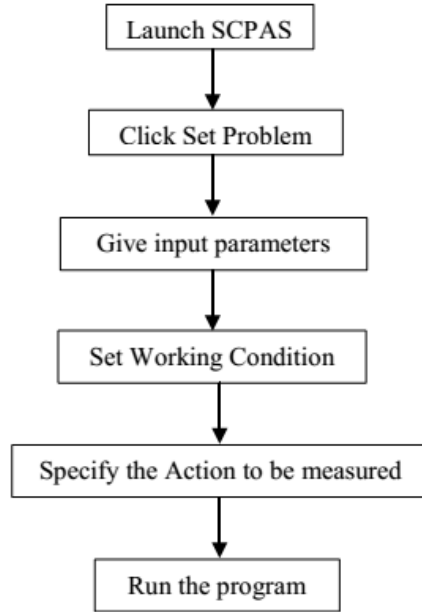 Launch SCPAS
Click Set Problem
Give input parameters
Set Working Condition
Specify the Action to be measured
Run the program